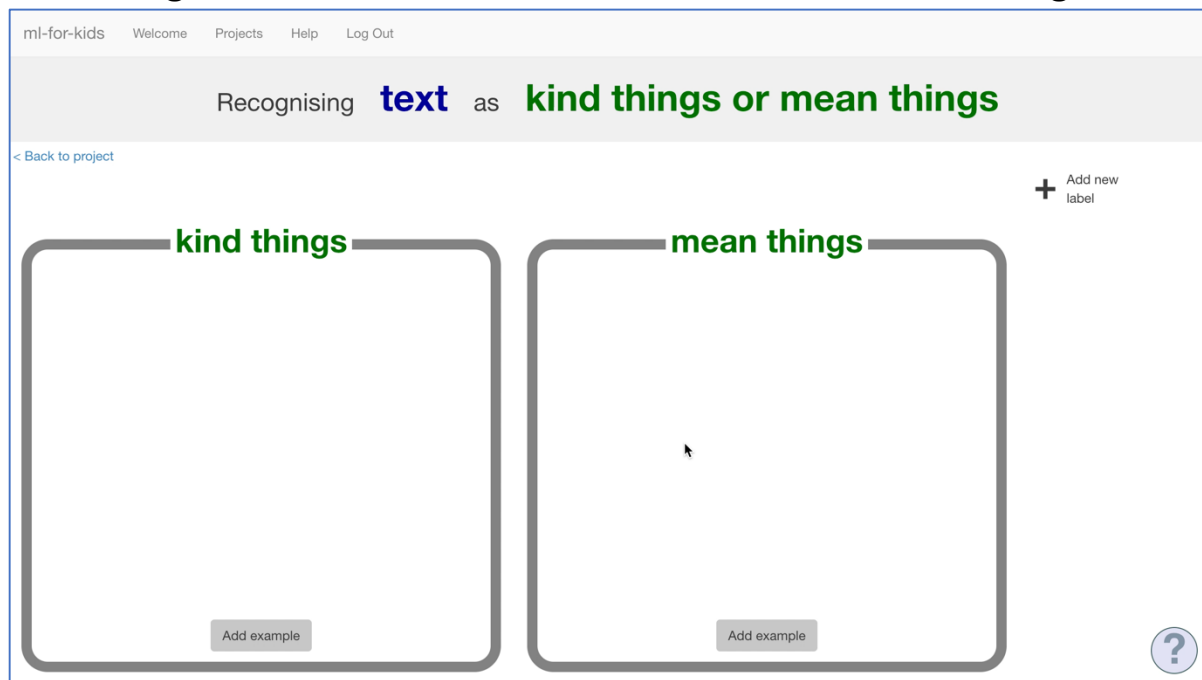 ml-for-kids Welcome Projects Help Log Out
Recognising text as kind things or mean things
< Back to project
+ Add new
label
kind things mean things
Add example Add example
?